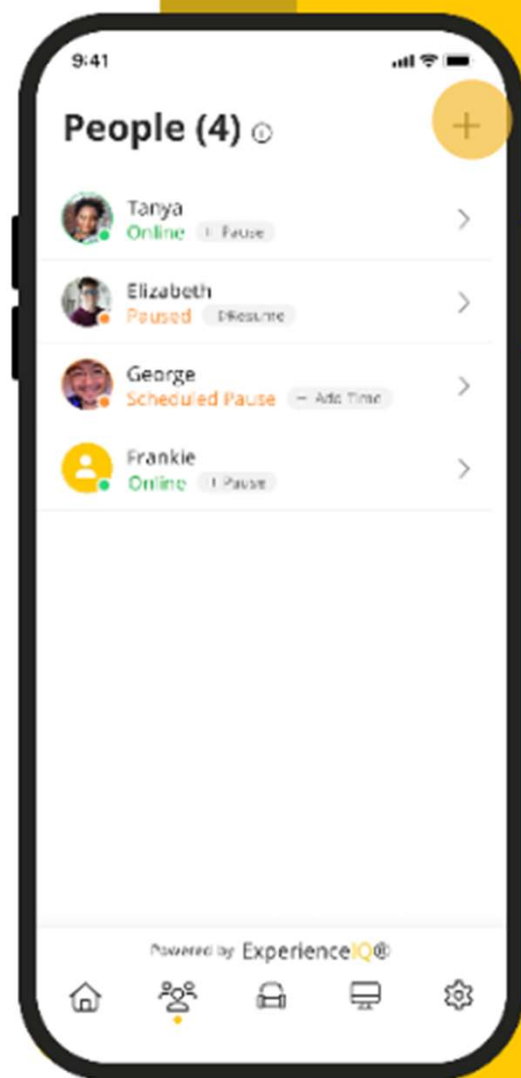 9:41
People (4)
Tanya
Online Pause
Elizabeth
Paused Resume
George
Scheduled Pause Add Time
Frankie
Online Pause
Powered by ExperienceIQ®